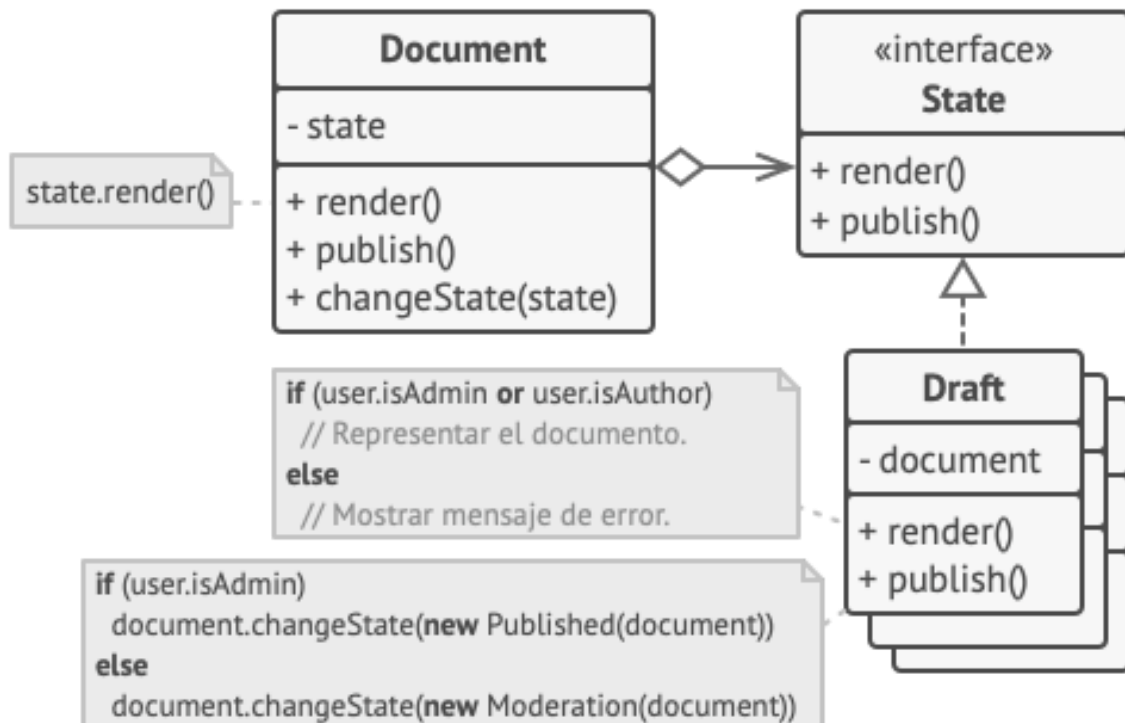 Document
- state
+ render()
+ publish()
+ changeState(state)
state.render()
«interface»
State
+ render()
+ publish()
Draft
- document
+ render()
+ publish()
if (user.isAdmin or user.isAuthor)
// Representar el documento.
else
// Mostrar mensaje de error.
if (user.isAdmin)
document.changeState(new Published(document))
else
document.changeState(new Moderation(document))